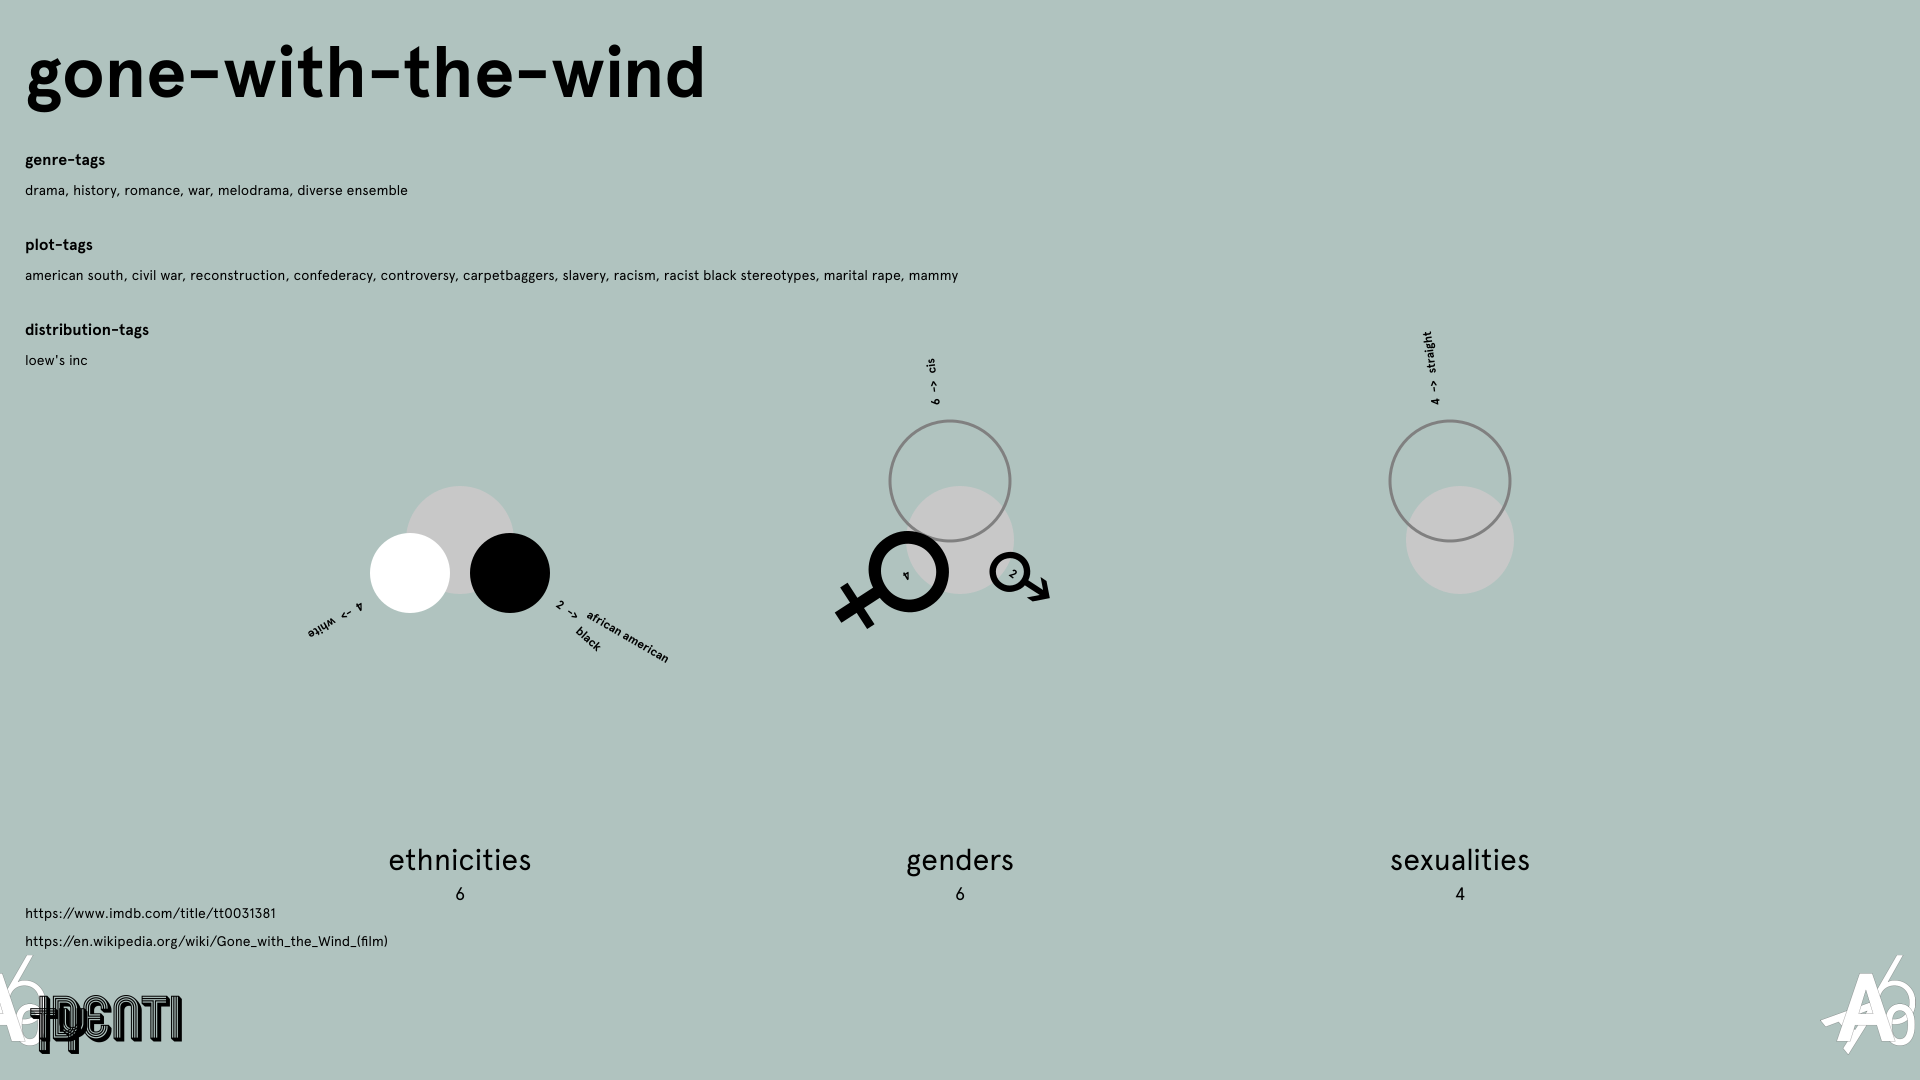 gone-with-the-wind
genre-tags
drama, history, romance, war, melodrama, diverse ensemble
plot-tags
american south, civil war, reconstruction, confederacy, controversy, carpetbaggers, slavery, racism, racist black stereotypes, marital rape, mammy
distribution-tags
loew's inc
6 -> cis
4 -> straight
4 -> white
2 -> african american
black
4
2
ethnicities
6
genders
6
sexualities
4
https://www.imdb.com/title/tt0031381
https://en.wikipedia.org/wiki/Gone_with_the_Wind_(film)
IDENTI